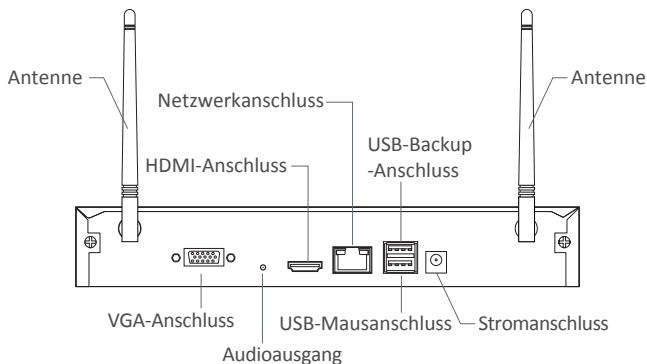 Antenne
Antenne
Netzwerkanschluss
USB-Backup
-Anschluss
HDMI-Anschluss
VGA-Anschluss
USB-Mausanschluss
Stromanschluss
Audioausgang